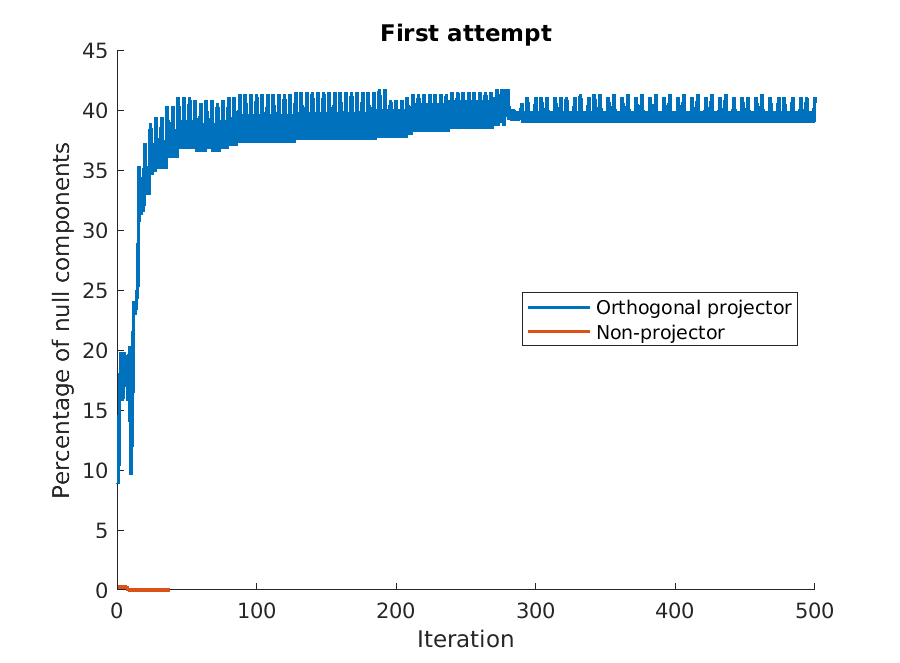 First attempt
45
40
35
30
25
20
15
10
5
0
Percentage of null components
Orthogonal projector
Non-projector
0 100 200 300 400 500
Iteration